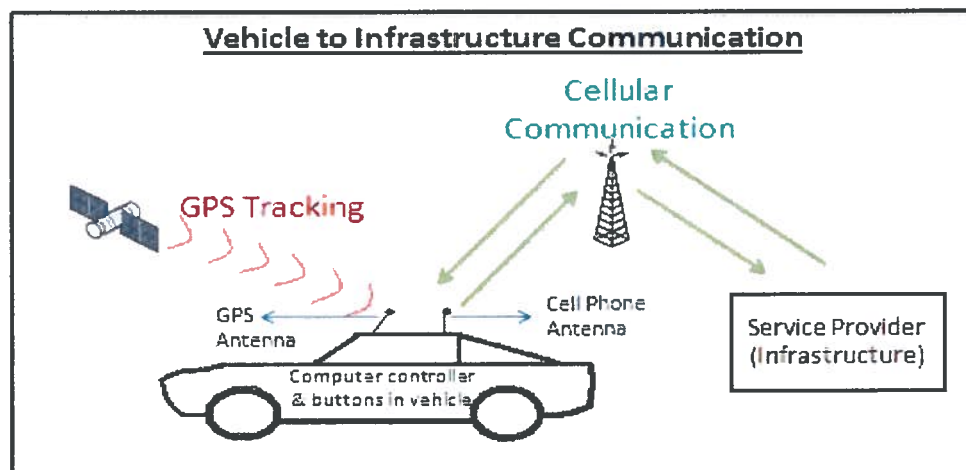 Vehicle to Infrastructure Communication
Cellular
Communication
GPS Tracking
GPS
Antenna
Cell Phone
Antenna
Service Provider
(Infrastructure)
Computer controller
& buttons in vehicle